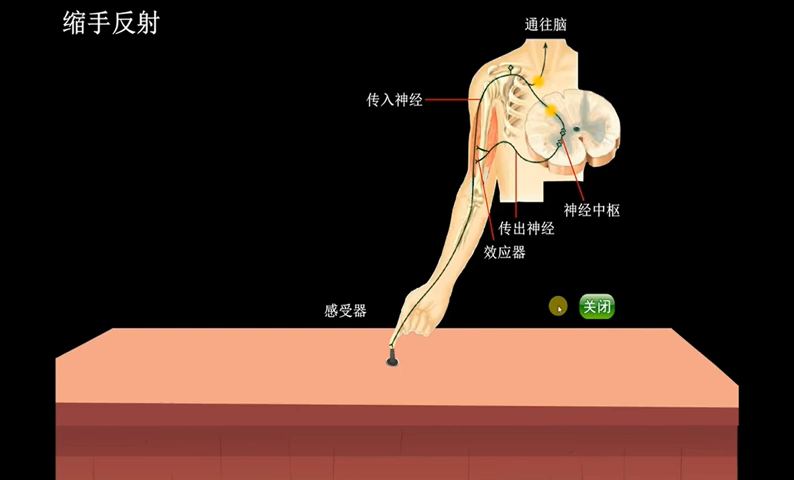 缩手反射
通往脑
传入神经
神经中枢
传出神经
效应器
感受器
关闭